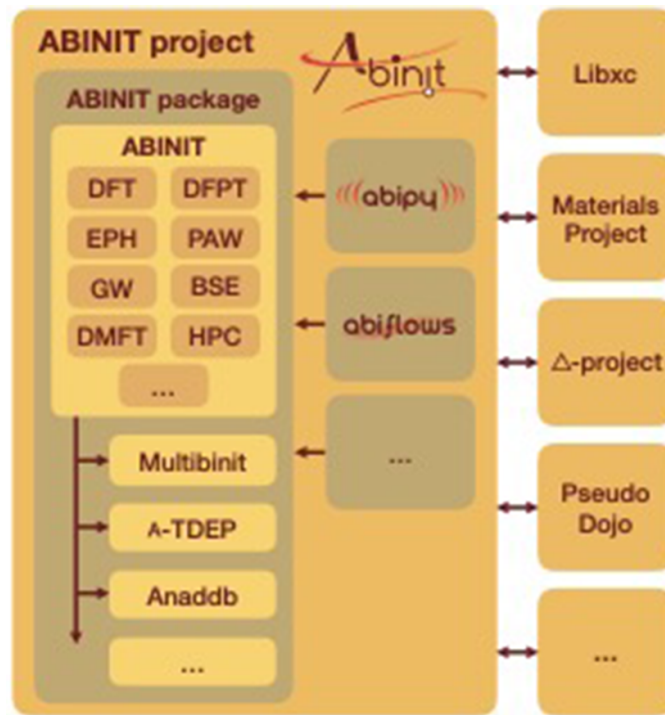 ABINIT project
Abinit
ABINIT package
ABINIT
DFT
DFPT
EPH
PAW
GW
BSE
DMFT
HPC
...
Multibinit
A-TDEP
Anaddb
...
abipy
abiflows
...
Libxc
Materials
Project
Δ-project
Pseudo
Dojo
...